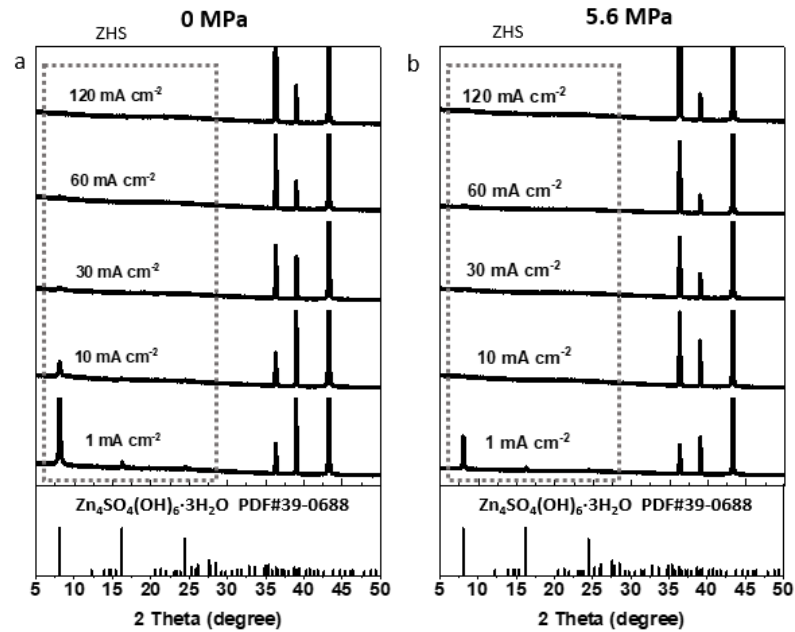 0 MPa
ZHS
a
120 mA cm⁻²
60 mA cm⁻²
30 mA cm⁻²
10 mA cm⁻²
1 mA cm⁻²
Zn₄SO₄(OH)₆·3H₂O PDF#39-0688
5 10 15 20 25 30 35 40 45 50
2 Theta (degree)
5.6 MPa
ZHS
b
120 mA cm⁻²
60 mA cm⁻²
30 mA cm⁻²
10 mA cm⁻²
1 mA cm⁻²
Zn₄SO₄(OH)₆·3H₂O PDF#39-0688
5 10 15 20 25 30 35 40 45 50
2 Theta (degree)